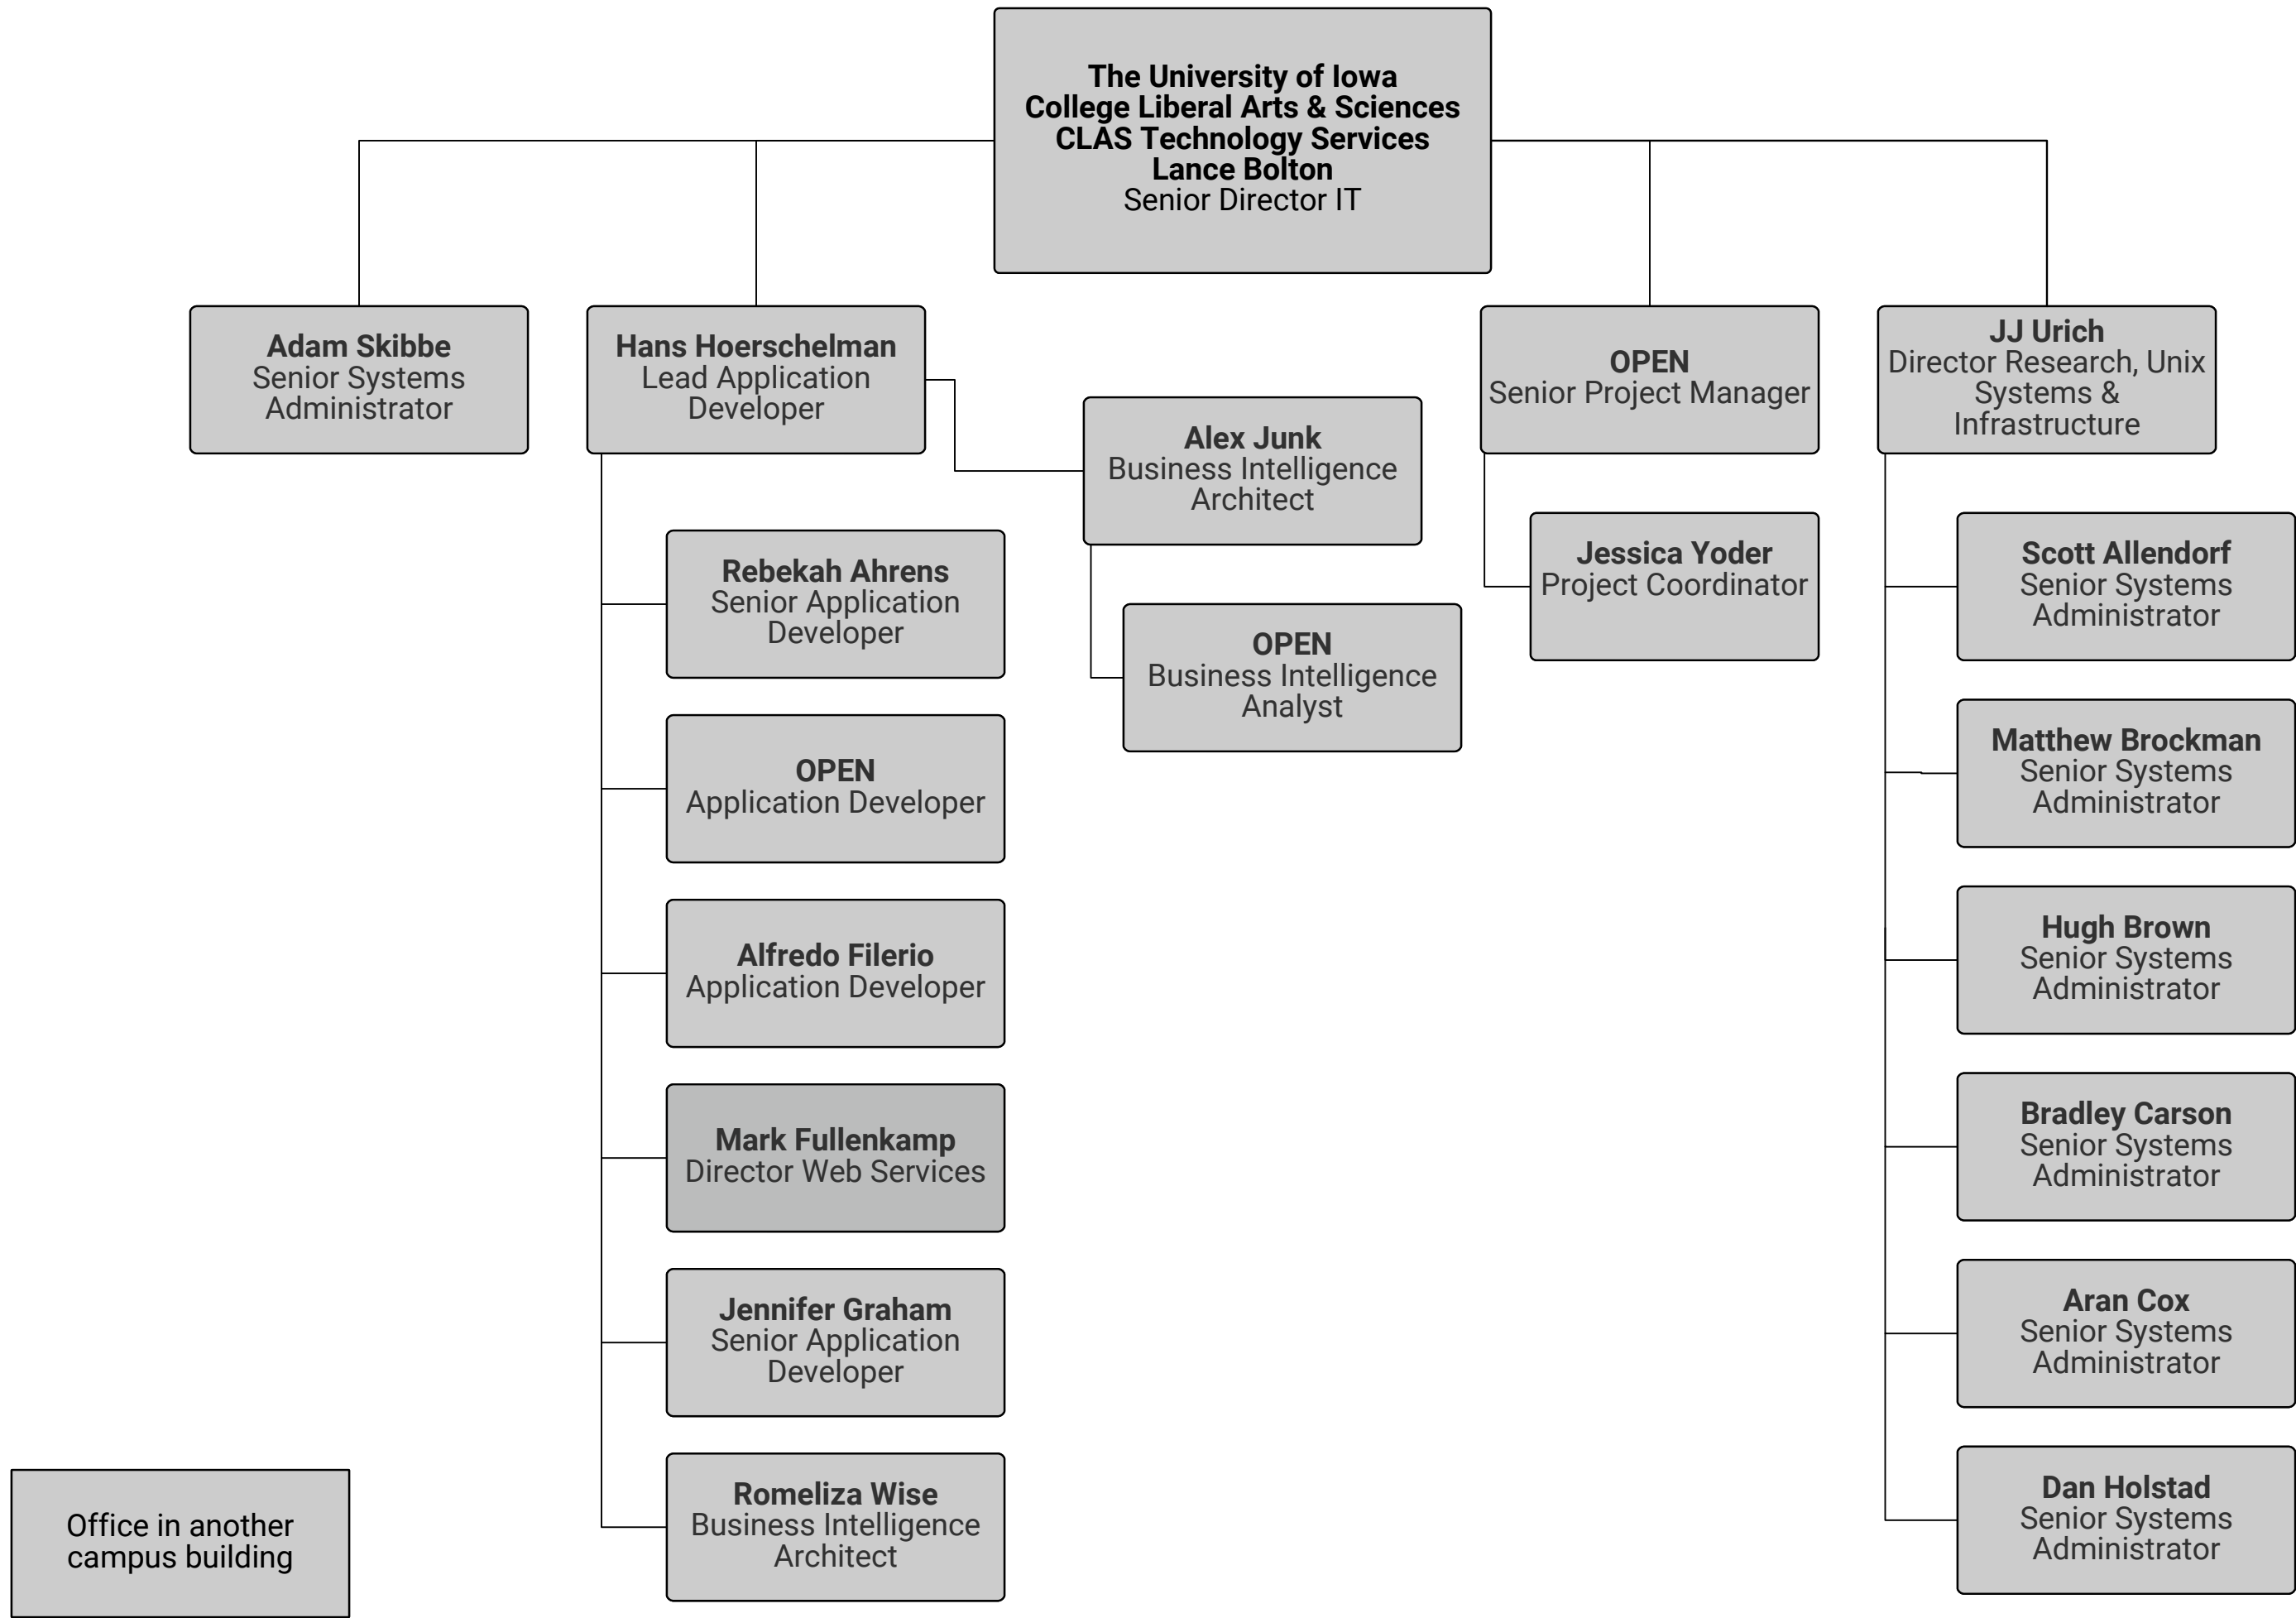 The University of Iowa
College Liberal Arts & Sciences
CLAS Technology Services
Lance Bolton
Senior Director IT
Adam Skibbe
Senior Systems
Administrator
Hans Hoerschelman
Lead Application
Developer
Alex Junk
Business Intelligence
Architect
OPEN
Senior Project Manager
JJ Urich
Director Research, Unix
Systems &
Infrastructure
Rebekah Ahrens
Senior Application
Developer
OPEN
Application Developer
Alfredo Filerio
Application Developer
Mark Fullenkamp
Director Web Services
Jennifer Graham
Senior Application
Developer
Romeliza Wise
Business Intelligence
Architect
OPEN
Business Intelligence
Analyst
Jessica Yoder
Project Coordinator
Scott Allendorf
Senior Systems
Administrator
Matthew Brockman
Senior Systems
Administrator
Hugh Brown
Senior Systems
Administrator
Bradley Carson
Senior Systems
Administrator
Aran Cox
Senior Systems
Administrator
Dan Holstad
Senior Systems
Administrator
Office in another
campus building